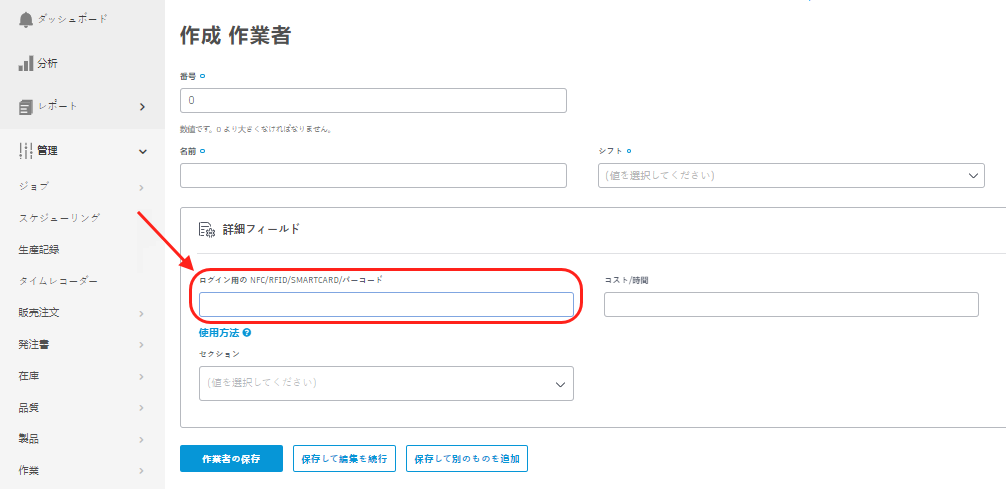 ダッシュボード
分析
レポート
管理
ジョブ
スケジューリング
生産記録
タイムレコーダー
販売注文
発注書
在庫
品質
製品
作業
作成 作業者
番号
0
数値です。0 より大きくなければなりません。
名前
シフト
(値を選択してください)
詳細フィールド
ログイン用の NFC/RFID/SMARTCARD/バーコード
コスト/時間
使用方法
セクション
(値を選択してください)
作業者の保存
保存して編集を続行
保存して別のものを追加